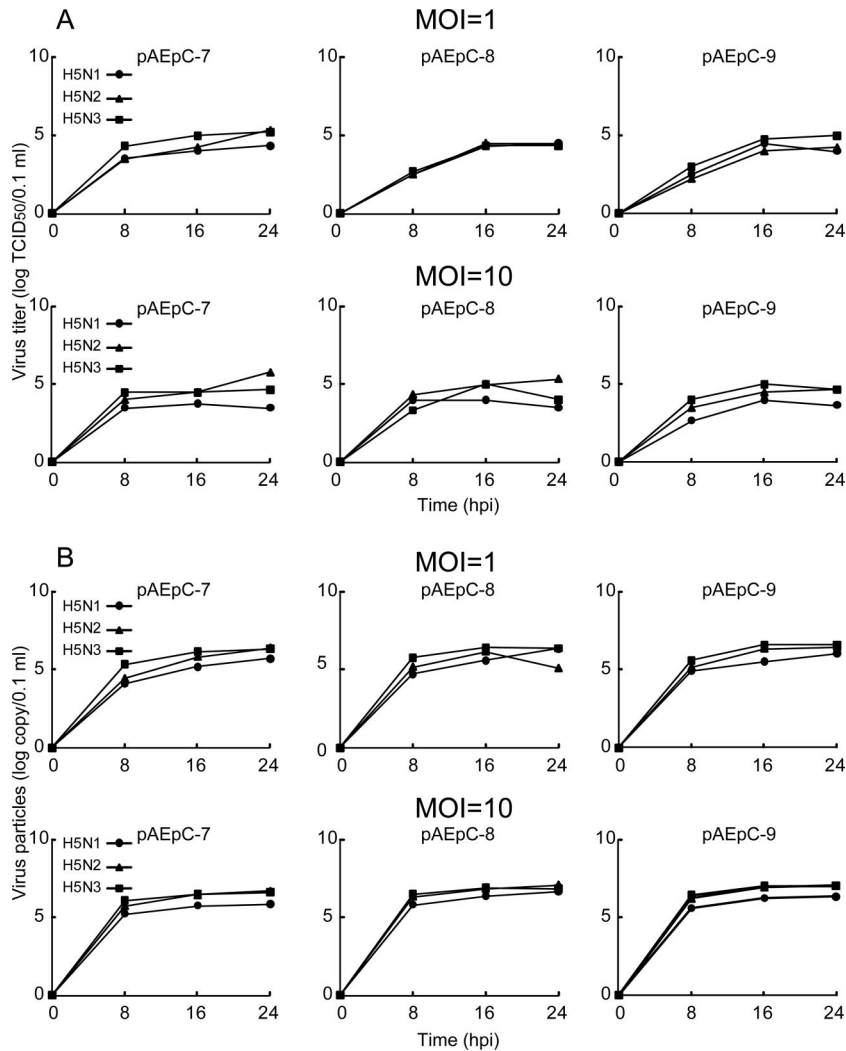 A
MOI=1
pAEpC-7
pAEpC-8
pAEpC-9
H5N1
H5N2
H5N3
10
5
0
0 8 16 24
10
5
0
0 8 16 24
10
5
0
0 8 16 24
Virus titer (log TCID50/0.1 ml)
MOI=10
pAEpC-7
pAEpC-8
pAEpC-9
H5N1
H5N2
H5N3
10
5
0
0 8 16 24
10
5
0
0 8 16 24
10
5
0
0 8 16 24
Time (hpi)
B
MOI=1
pAEpC-7
pAEpC-8
pAEpC-9
H5N1
H5N2
H5N3
10
5
0
0 8 16 24
10
5
0
0 8 16 24
10
5
0
0 8 16 24
Virus particles (log copy/0.1 ml)
MOI=10
pAEpC-7
pAEpC-8
pAEpC-9
H5N1
H5N2
H5N3
10
5
0
0 8 16 24
10
5
0
0 8 16 24
10
5
0
0 8 16 24
Time (hpi)